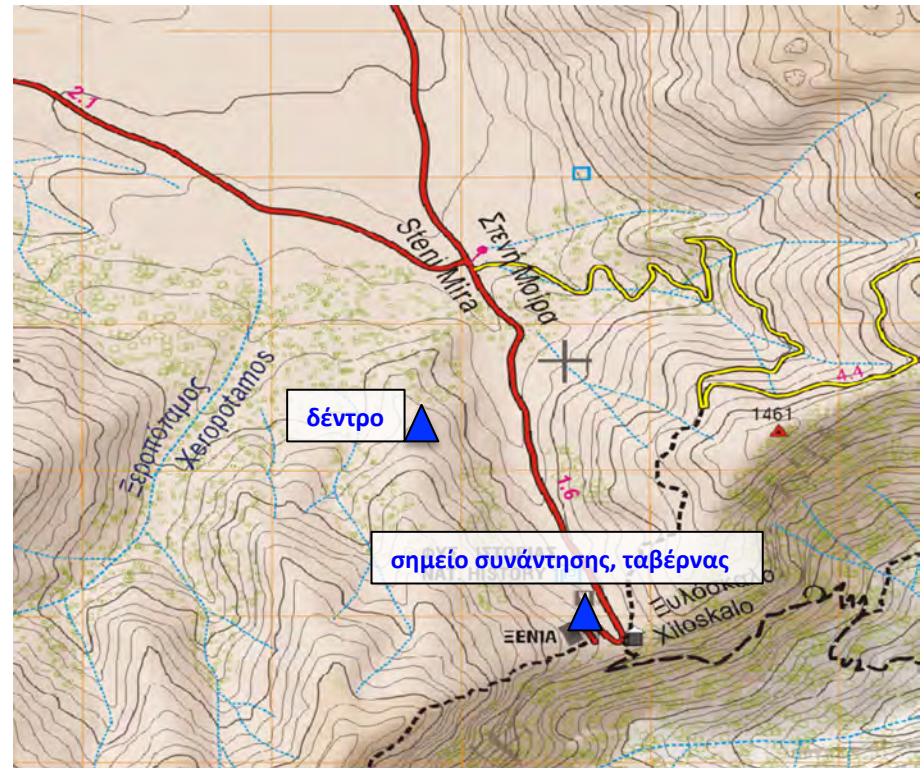 2.1
Στενή Μοίρα
Steni Mira
4.4
1461
Ξεροπόταμος
Xeropotamos
δέντρο
1.6
σημείο συνάντησης, ταβέρνας
NAT. HISTORY
Ξυλόσκαλο
Xiloskalo
ΞΕΝΙΑ